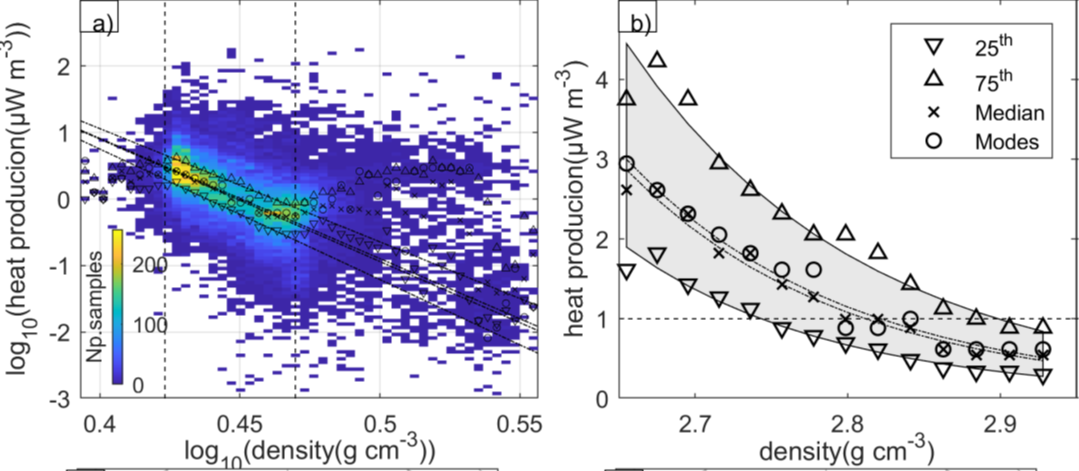 a)
log10(heat producion(µW m-3))
2
1
0
-1
-2
-3
Np.samples
200
100
0
0.4
0.45
0.5
0.55
log10(density(g cm-3))
b)
heat producion(µW m-3)
4
3
2
1
0
25th
75th
Median
Modes
2.7
2.8
2.9
density(g cm-3)